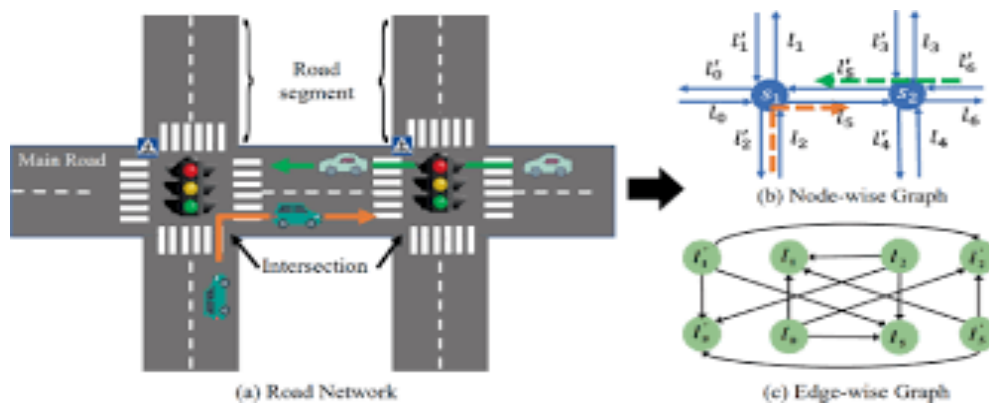 Road
segment
Main Road
Intersection
(a) Road Network
l'₁ l₁ l'₃ l₃
l'₀ l'₅ l'₆
s₁ s₂
l₀ l₅ l₆
l'₂ l₂ l'₄ l₄
(b) Node-wise Graph
(c) Edge-wise Graph